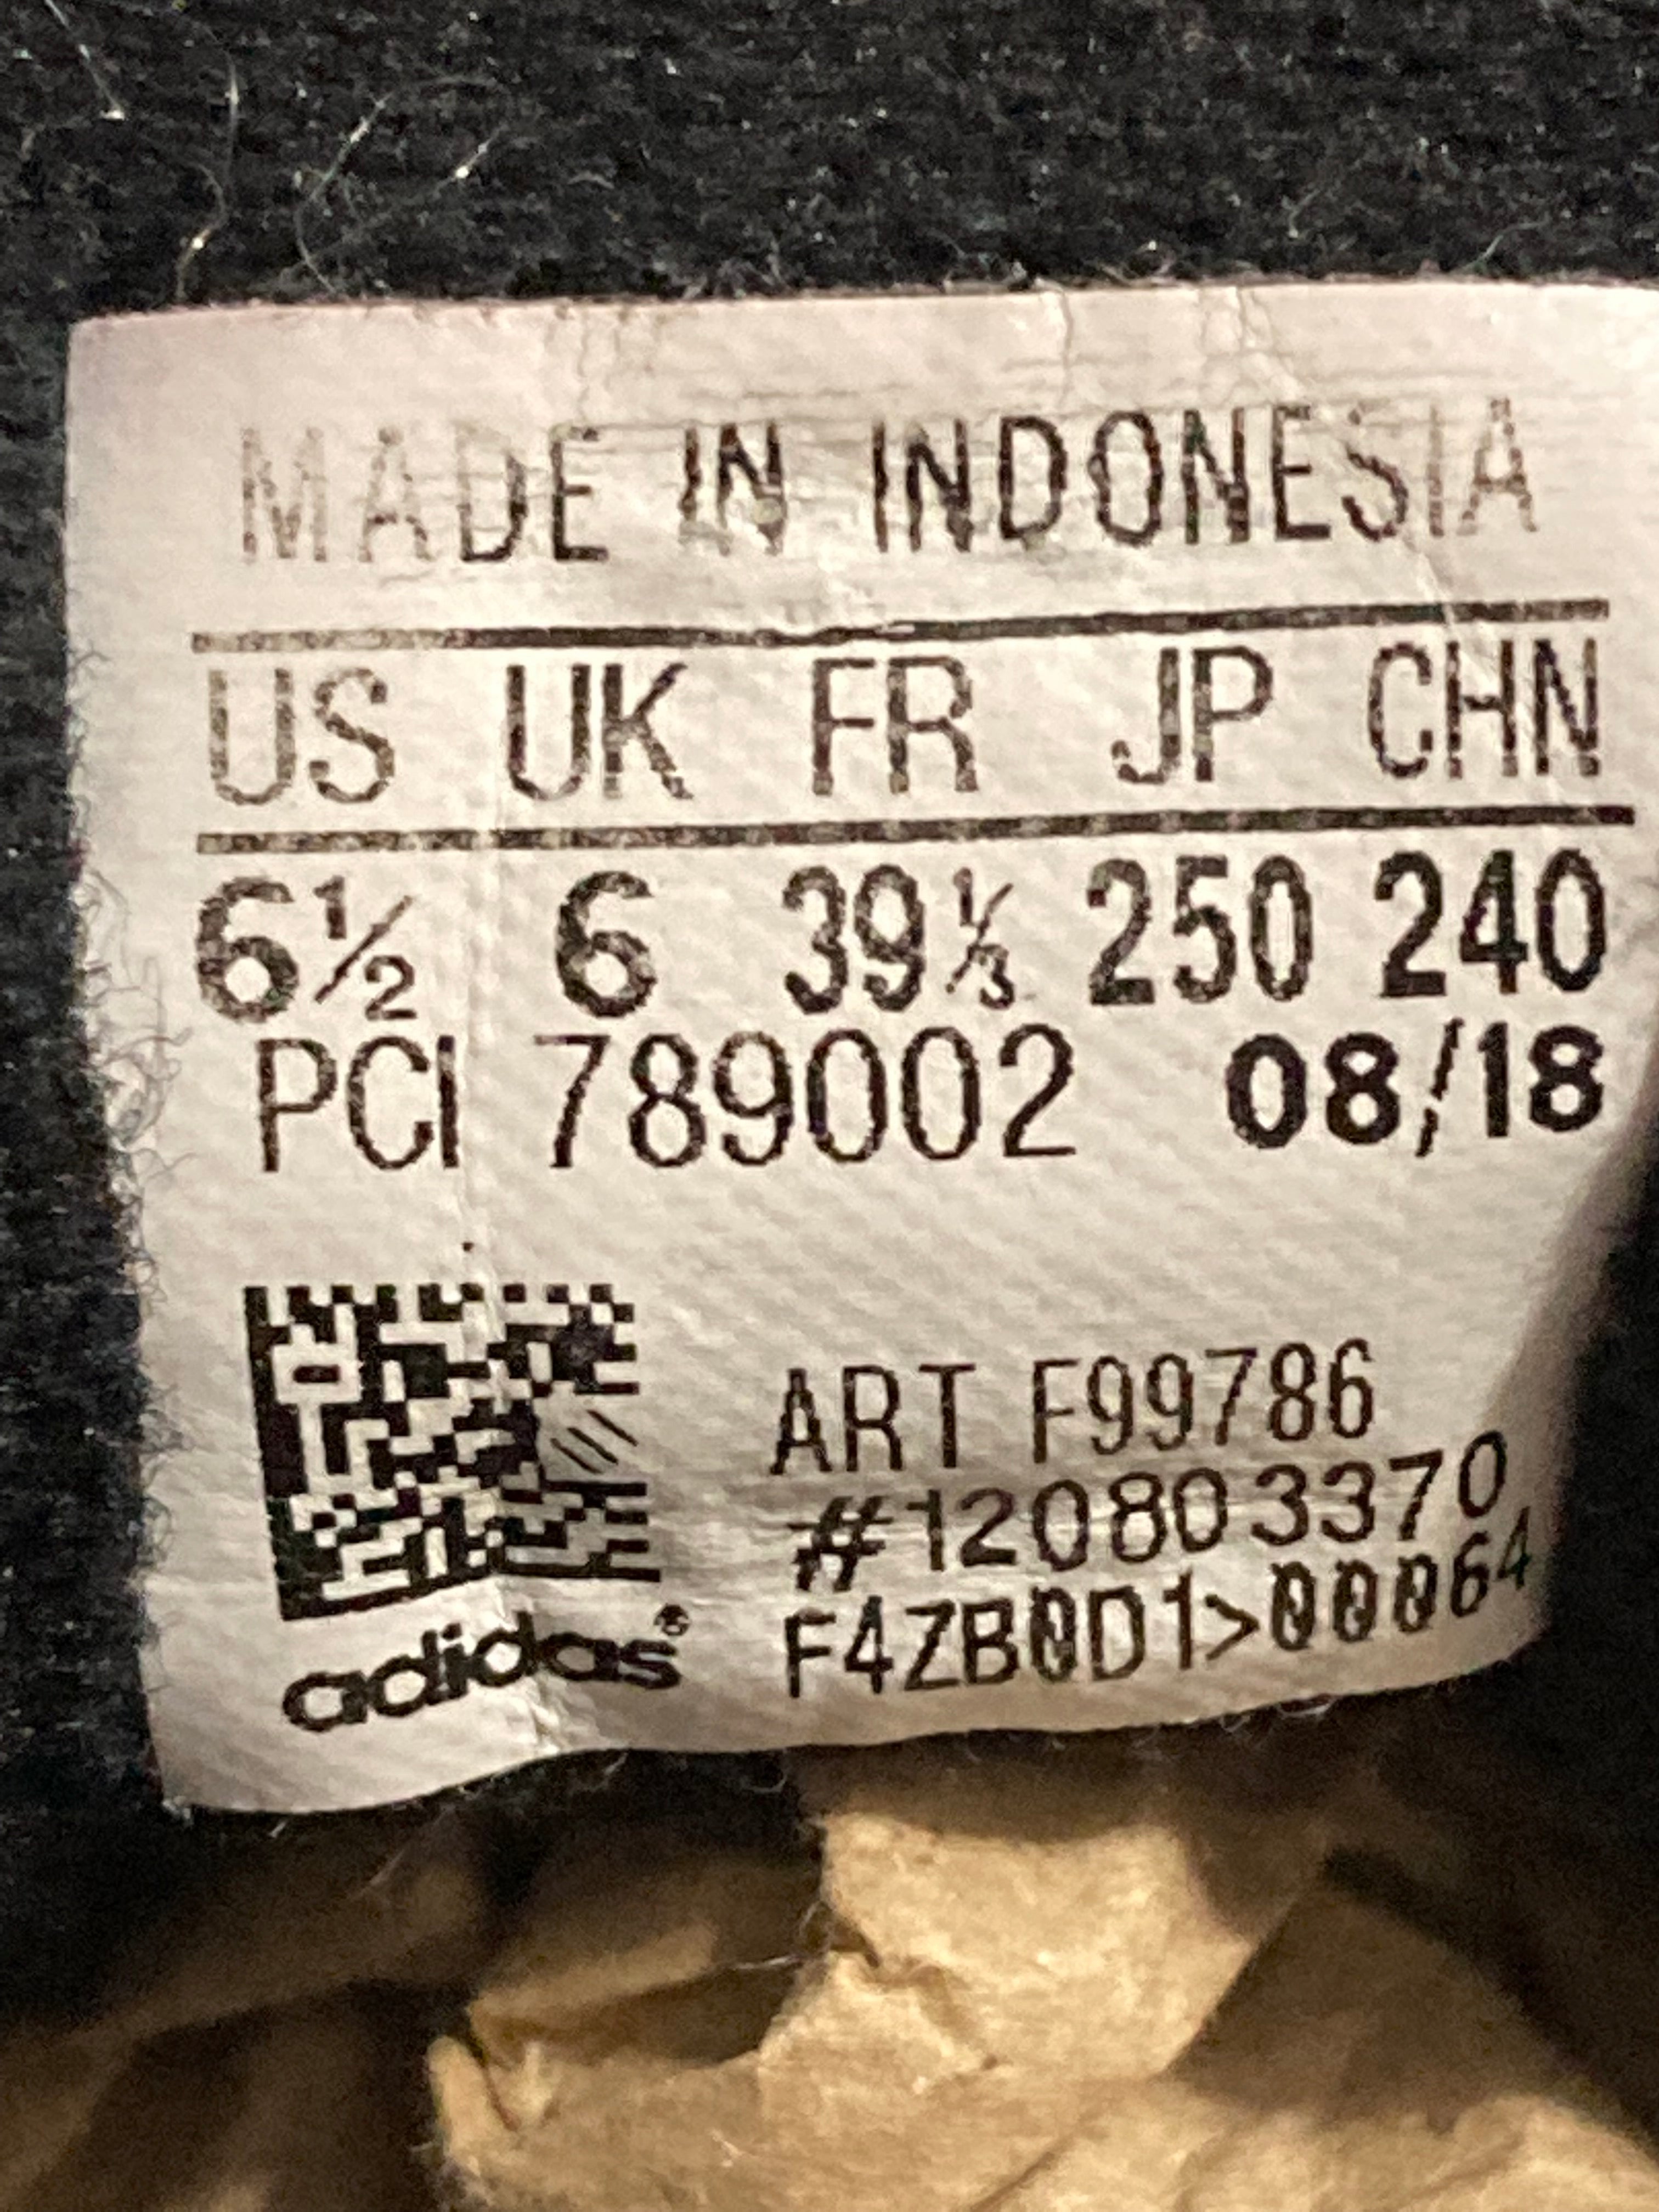 MADE IN INDONESIA
US UK FR JP CHN
6½ 6 39⅓ 250 240
PCI 789002 08/18
ART F99786
#120803370
F4ZB0D1>00064
adidas®